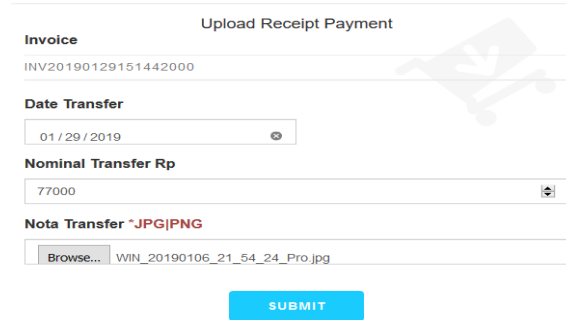 Upload Receipt Payment
Invoice
INV20190129151442000
Date Transfer
01/29/2019
Nominal Transfer Rp
77000
Nota Transfer *JPG|PNG
Browse... WIN_20190106_21_54_24_Pro.jpg
SUBMIT